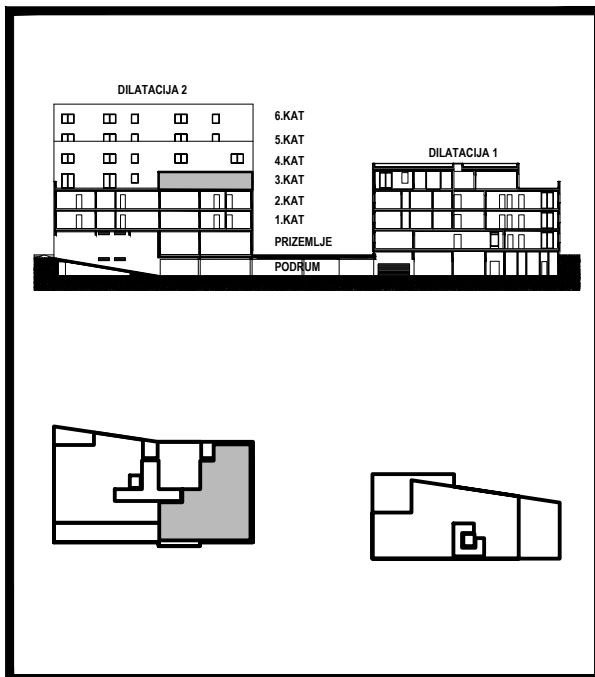 DILATACIJA 2
6.KAT
5.KAT
4.KAT
DILATACIJA 1
3.KAT
2.KAT
1.KAT
PRIZEMLJE
PODRUM